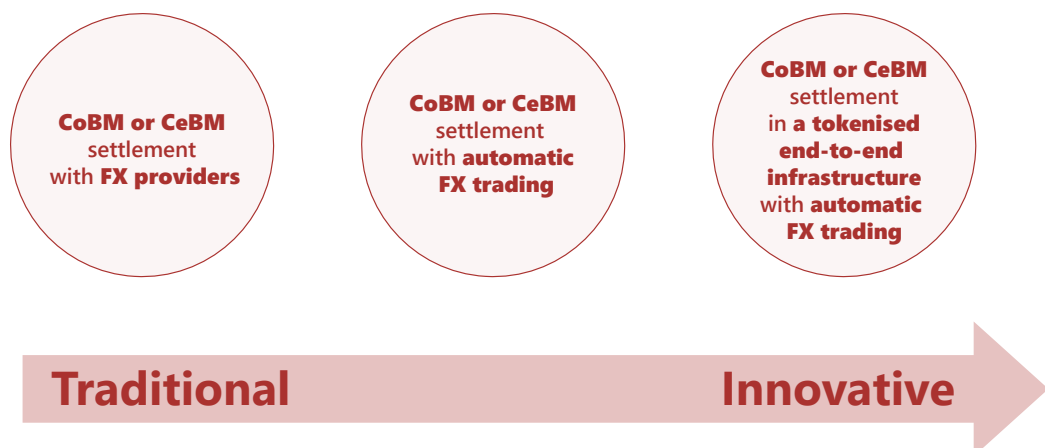 CoBM or CeBM
settlement
with FX providers
CoBM or CeBM
settlement
with automatic
FX trading
CoBM or CeBM
settlement
in a tokenised
end-to-end
infrastructure
with automatic
FX trading
Traditional
Innovative